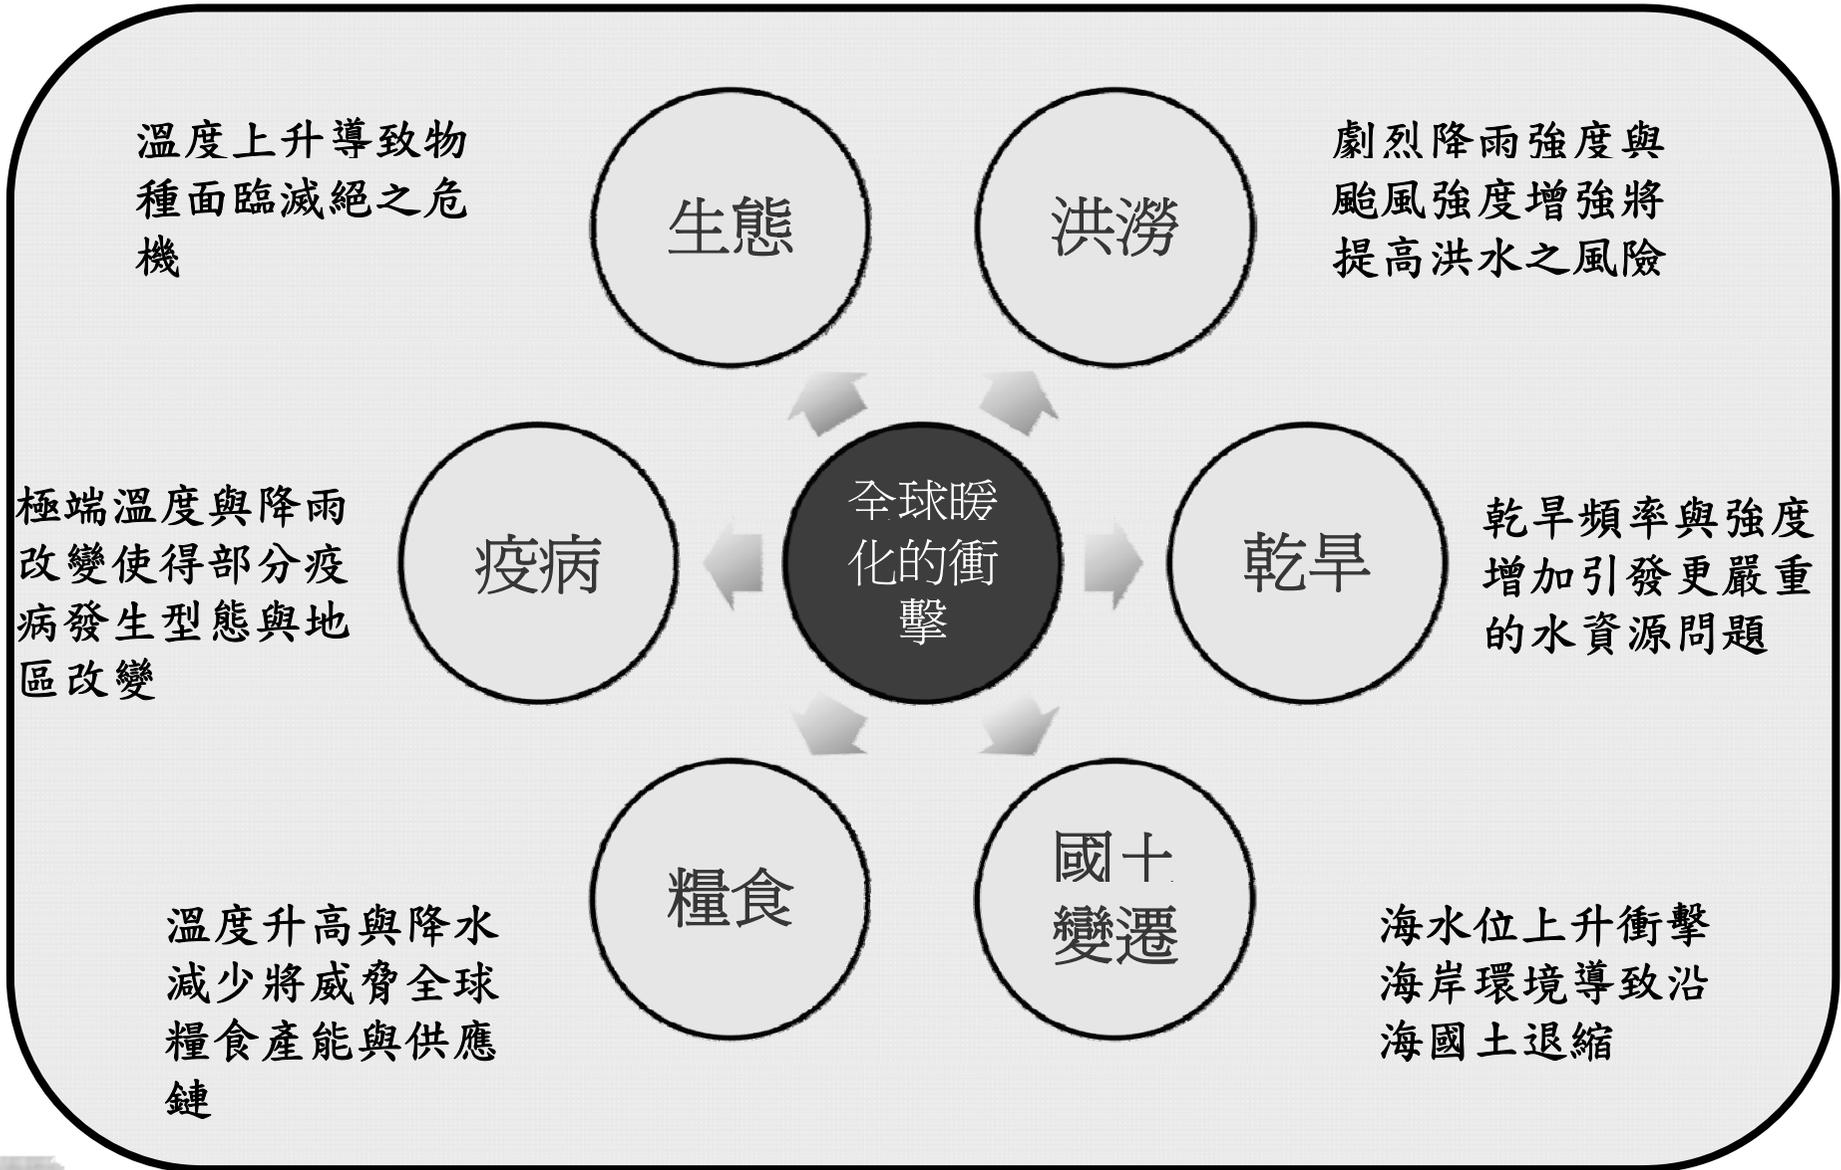 溫度上升導致物
種面臨滅絕之危
機
生態
洪澇
劇烈降雨強度與
颱風強度增強將
提高洪水之風險
極端溫度與降雨
改變使得部分疫
病發生型態與地
區改變
疫病
全球暖
化的衝
擊
乾旱
乾旱頻率與強度
增加引發更嚴重
的水資源問題
溫度升高與降水
減少將威脅全球
糧食產能與供應
鏈
糧食
國土
變遷
海水位上升衝擊
海岸環境導致沿
海國土退縮